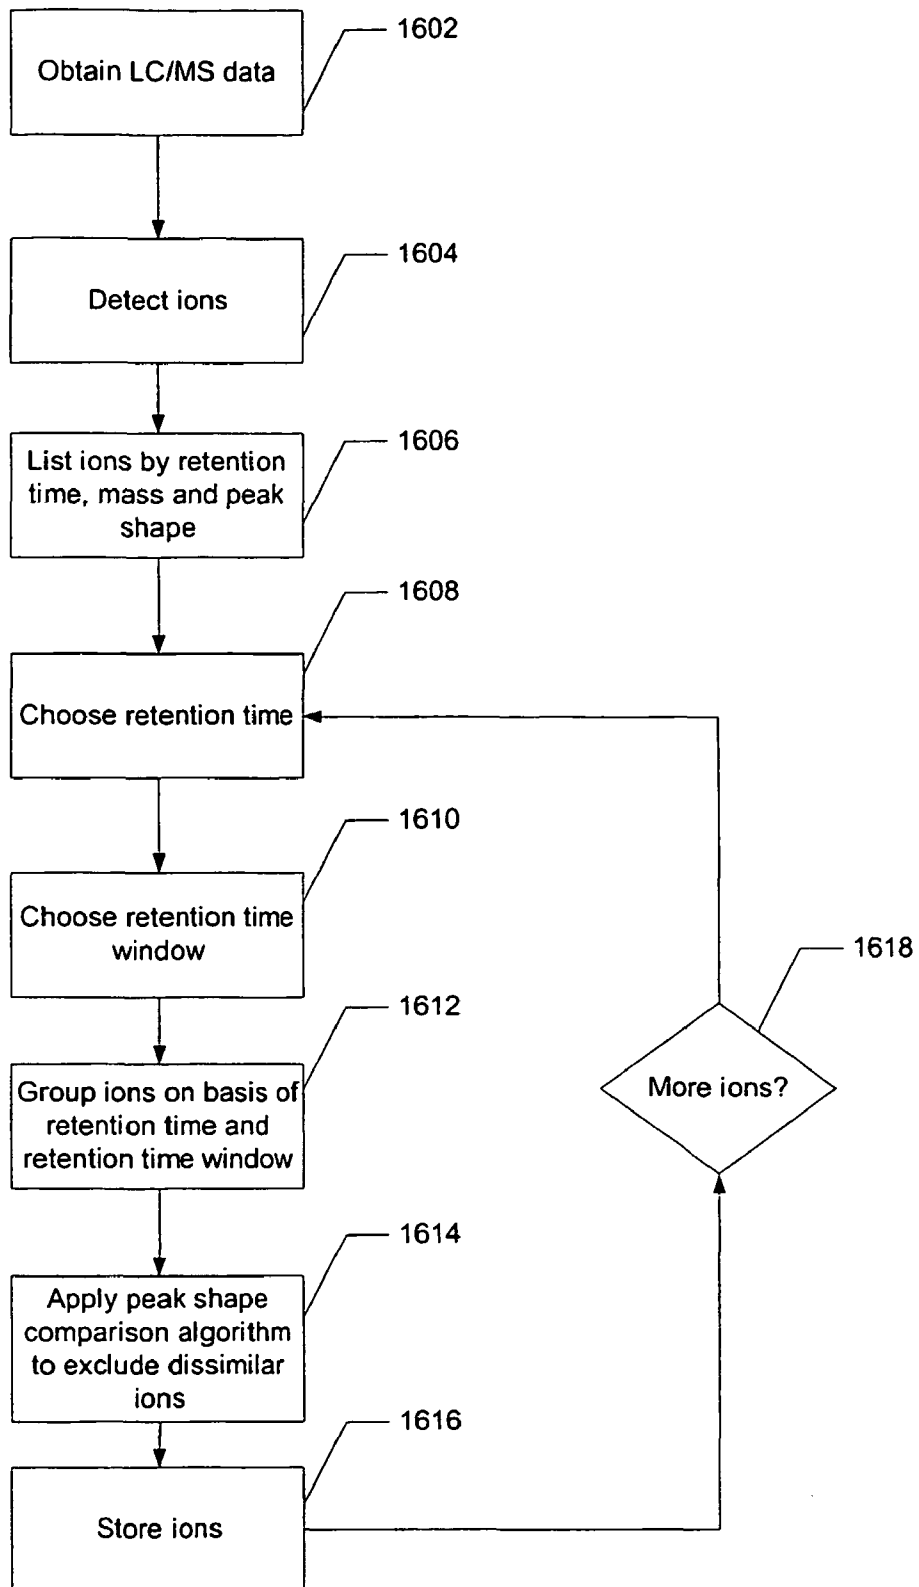 Obtain LC/MS data
1602
Detect ions
1604
List ions by retention
time, mass and peak
shape
1606
Choose retention time
1608
Choose retention time
window
1610
Group ions on basis of
retention time and
retention time window
1612
Apply peak shape
comparison algorithm
to exclude dissimilar
ions
1614
Store ions
1616
More ions?
1618